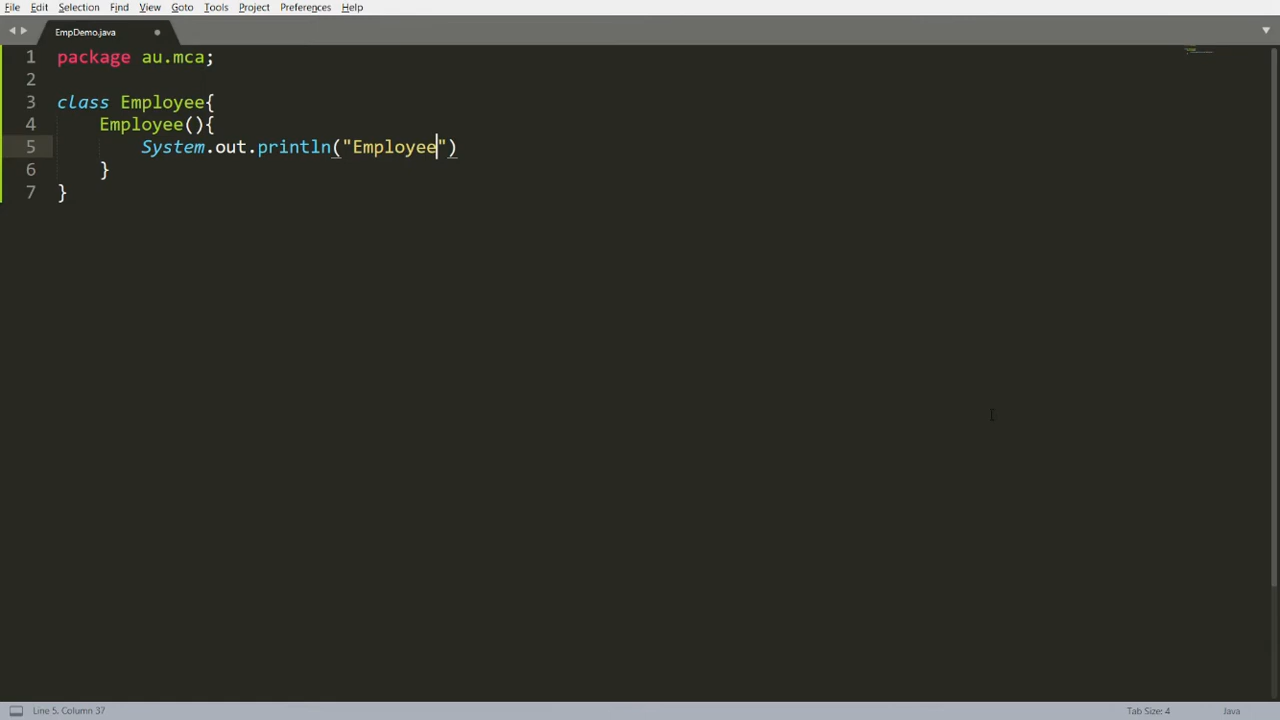 File Edit Selection Find View Goto Tools Project Preferences Help
EmpDemo.java
1 package au.mca;
2
3 class Employee{
4 Employee(){
5 System.out.println("Employee")
6 }
7 }
Line 5, Column 37 Tab Size: 4 Java